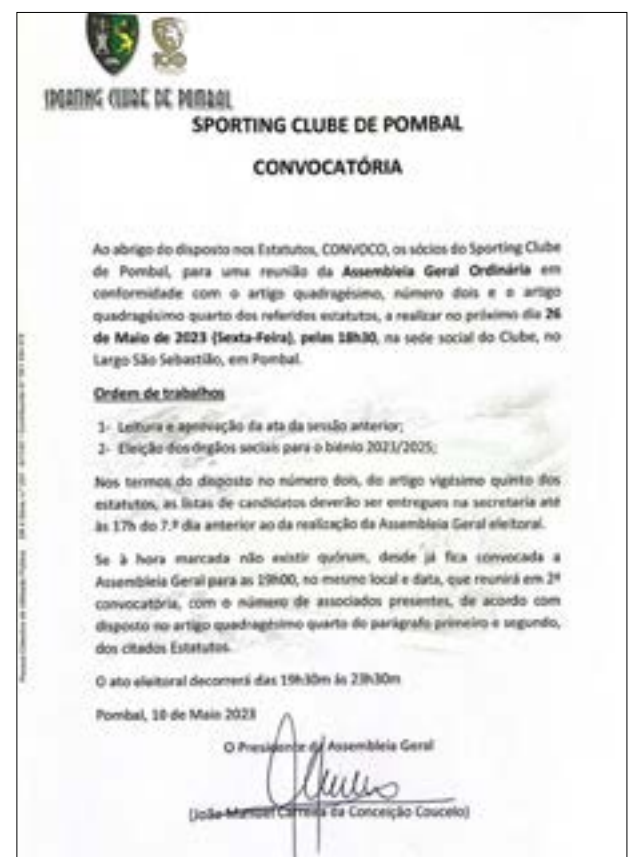 100
SPORTING CLUBE DE POMBAL
SPORTING CLUBE DE POMBAL
CONVOCATÓRIA
Ao abrigo do disposto nos Estatutos, CONVOCO, os sócios do Sporting Clube
de Pombal, para uma reunião da Assembleia Geral Ordinária em
conformidade com o artigo quadragésimo, número dois e o artigo
quadragésimo quarto dos referidos estatutos, a realizar no próximo dia 26
de Maio de 2023 (Sexta-Feira), pelas 18h30, na sede social do Clube, no
Largo São Sebastião, em Pombal.
Ordem de trabalhos
1- Leitura e aprovação da ata da sessão anterior;
2- Eleição dos órgãos sociais para o biénio 2023/2025;
Nos termos do disposto no número dois, do artigo vigésimo quinto dos
estatutos, as listas de candidatos deverão ser entregues na secretaria até
às 17h do 7.º dia anterior ao da realização da Assembleia Geral eleitoral.
Se à hora marcada não existir quórum, desde já fica convocada a
Assembleia Geral para as 19h00, no mesmo local e data, que reunirá em 2ª
convocatória, com o número de associados presentes, de acordo com
disposto no artigo quadragésimo quarto do parágrafo primeiro e segundo,
dos citados Estatutos.
O ato eleitoral decorrerá das 19h30m às 23h30m
Pombal, 10 de Maio 2023
O Presidente da Assembleia Geral
(João Manuel Carreira da Conceição Coucelo)